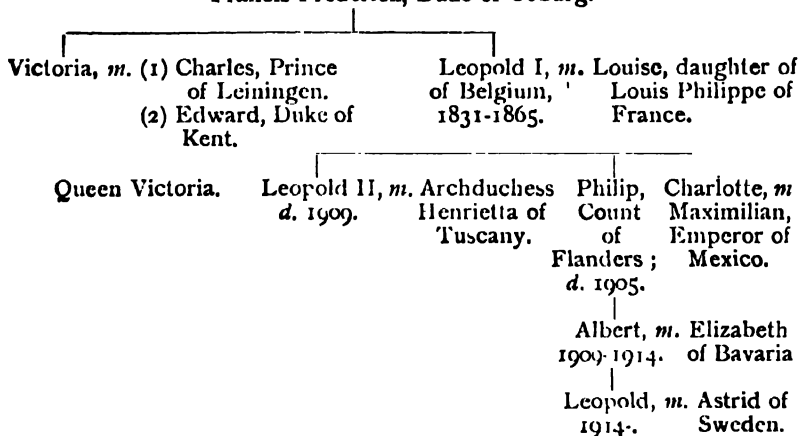 Francis Frederick, Duke of Coburg.
Victoria, m. (1) Charles, Prince Leopold I, m. Louise, daughter of
of Leiningen. of Belgium, Louis Philippe of
(2) Edward, Duke of 1831-1865. France.
Kent.
Queen Victoria. Leopold II, m. Archduchess Philip, Charlotte, m
d. 1909. Henrietta of Count Maximilian,
Tuscany. of Emperor of
Flanders; Mexico.
d. 1905.
Albert, m. Elizabeth
1909-1914. of Bavaria
Leopold, m. Astrid of
1914-. Sweden.